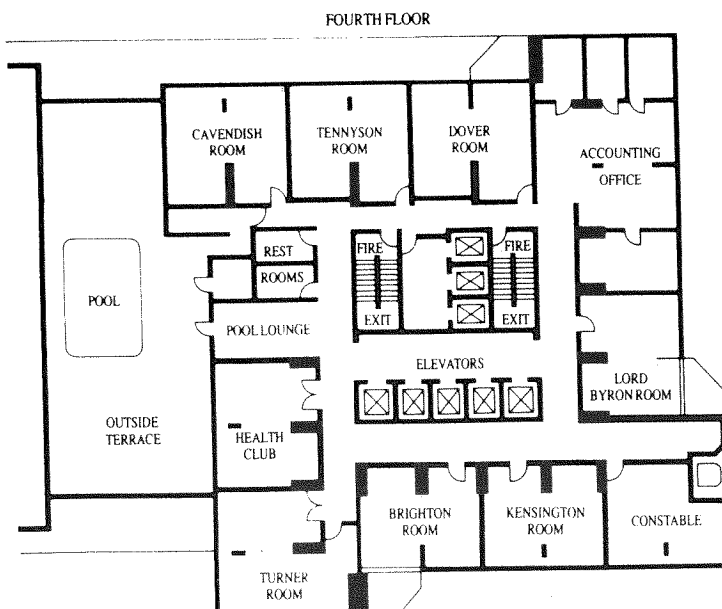 FOURTH FLOOR
CAVENDISH
ROOM
TENNYSON
ROOM
DOVER
ROOM
ACCOUNTING
OFFICE
REST
ROOMS
FIRE
EXIT
FIRE
EXIT
POOL
POOL LOUNGE
ELEVATORS
LORD
BYRON ROOM
OUTSIDE
TERRACE
HEALTH
CLUB
BRIGHTON
ROOM
KENSINGTON
ROOM
CONSTABLE
TURNER
ROOM